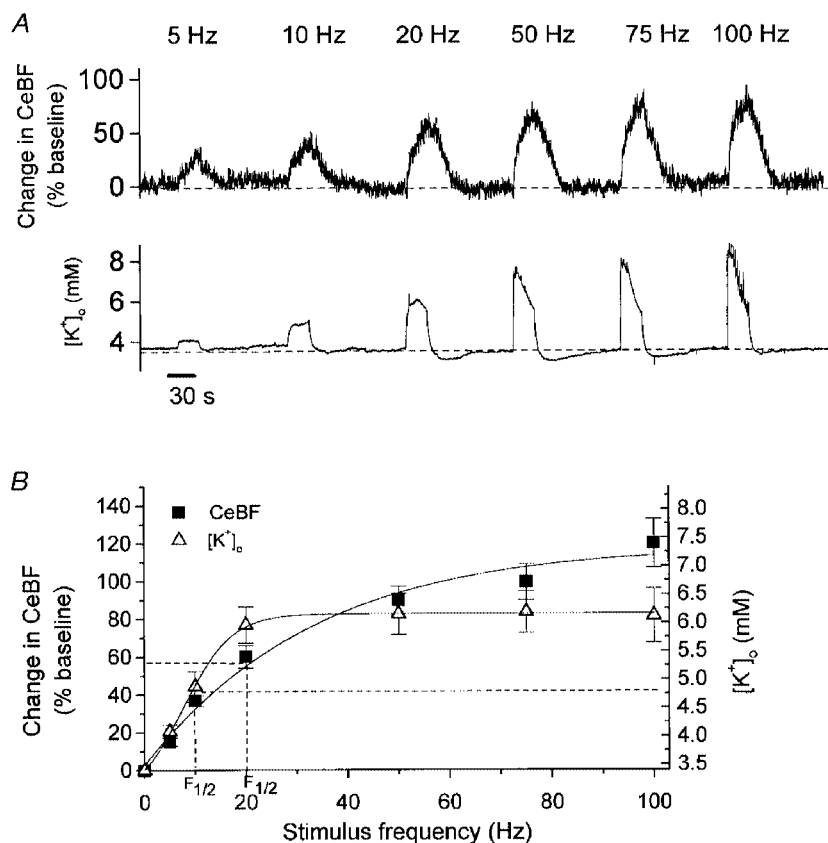 A
5 Hz 10 Hz 20 Hz 50 Hz 75 Hz 100 Hz
Change in CeBF
(% baseline)
100
50
0
[K⁺]ₒ (mM)
8
6
4
30 s
B
Change in CeBF
(% baseline)
140
120
100
80
60
40
20
0
CeBF
[K⁺]ₒ
8.0
7.5
7.0
6.5
6.0
5.5
5.0
4.5
4.0
3.5
[K⁺]ₒ (mM)
F1/2 F1/2
0 20 40 60 80 100
Stimulus frequency (Hz)